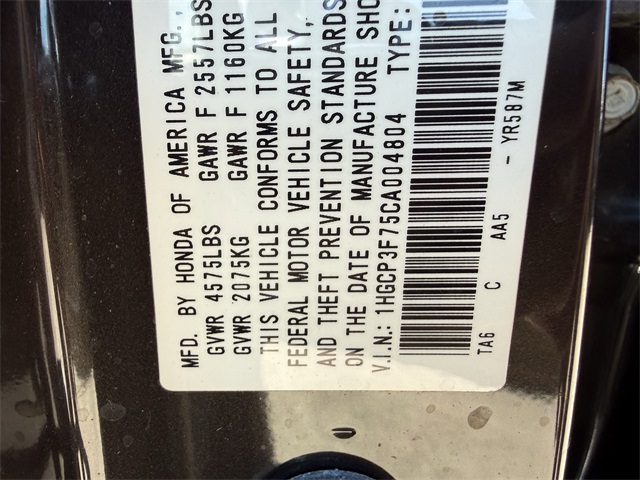 MFD. BY HONDA OF AMERICA MFG.,
GVWR 4575LBS GAWR F 2557LBS
GVWR 2075KG GAWR F 1160KG
THIS VEHICLE CONFORMS TO ALL
FEDERAL MOTOR VEHICLE SAFETY,
AND THEFT PREVENTION STANDARDS
ON THE DATE OF MANUFACTURE SHO
V.I.N.: 1HGCP3F75CA004804 TYPE:
TA6 C AA5 - YR587M